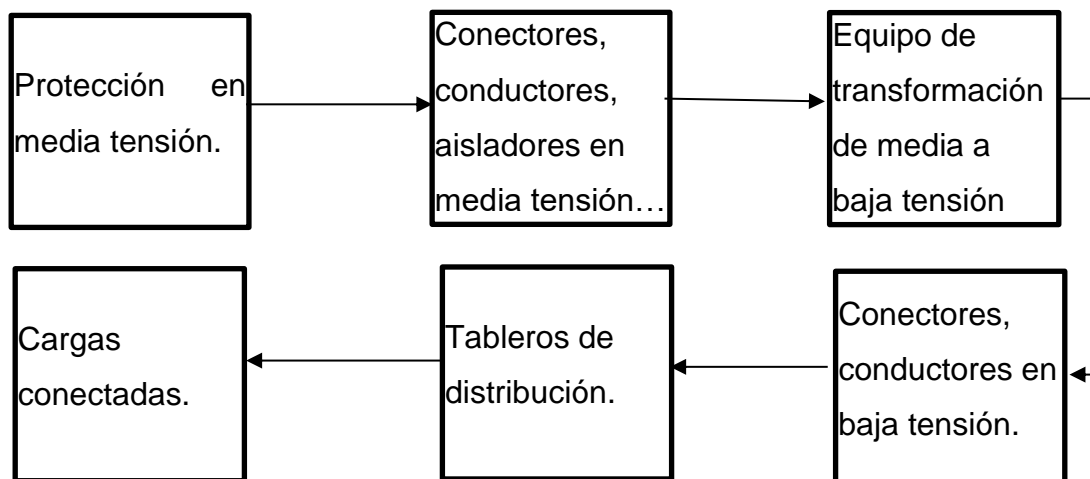 Protección en
media tensión.
Conectores,
conductores,
aisladores en
media tensión…
Equipo de
transformación
de media a
baja tensión
Conectores,
conductores en
baja tensión.
Tableros de
distribución.
Cargas
conectadas.